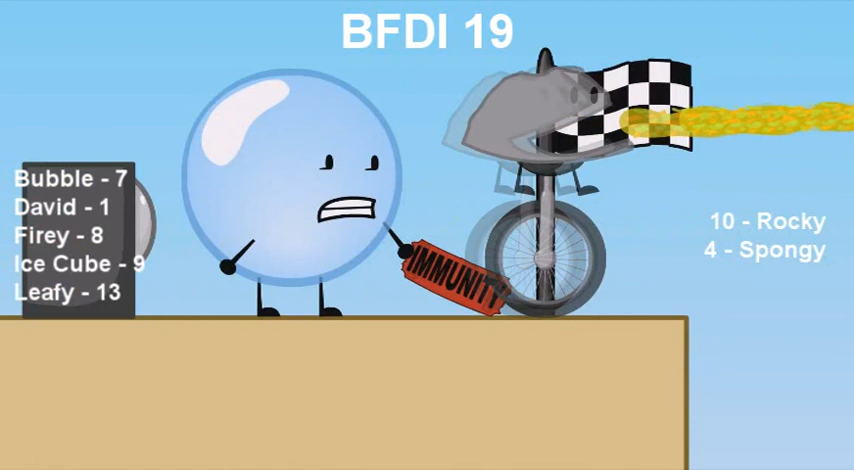 BFDI 19
Bubble - 7
David - 1
Firey - 8
Ice Cube - 9
Leafy - 13
IMMUNITY
10 - Rocky
4 - Spongy